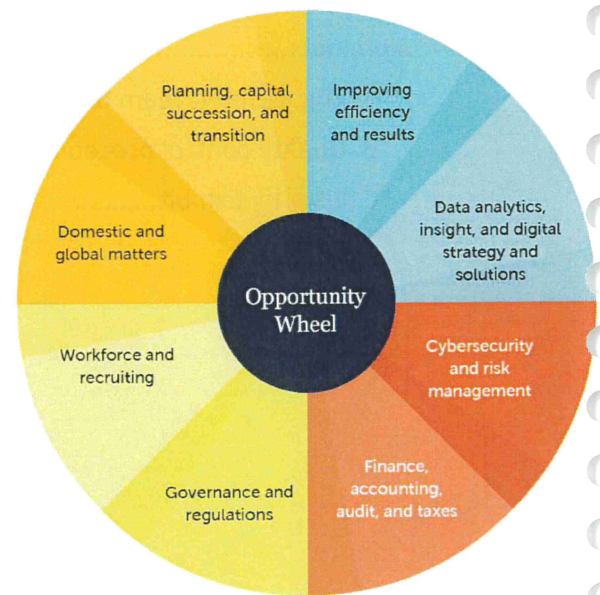 Planning, capital,
succession, and
transition
Improving
efficiency
and results
Data analytics,
insight, and digital
strategy and
solutions
Cybersecurity
and risk
management
Finance,
accounting,
audit, and taxes
Governance and
regulations
Workforce and
recruiting
Domestic and
global matters
Opportunity
Wheel